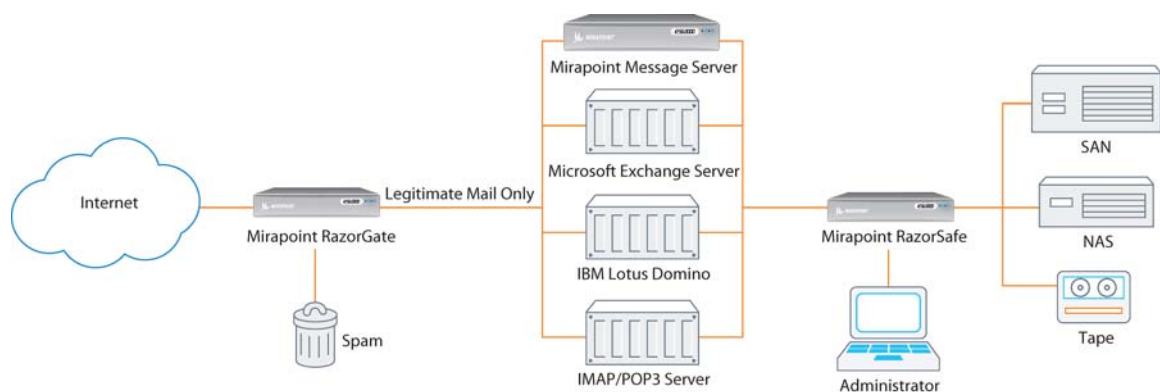 Mirapoint Message Server
Microsoft Exchange Server
IBM Lotus Domino
IMAP/POP3 Server
Internet
Mirapoint RazorGate
Legitimate Mail Only
Spam
Mirapoint RazorSafe
Administrator
SAN
NAS
Tape